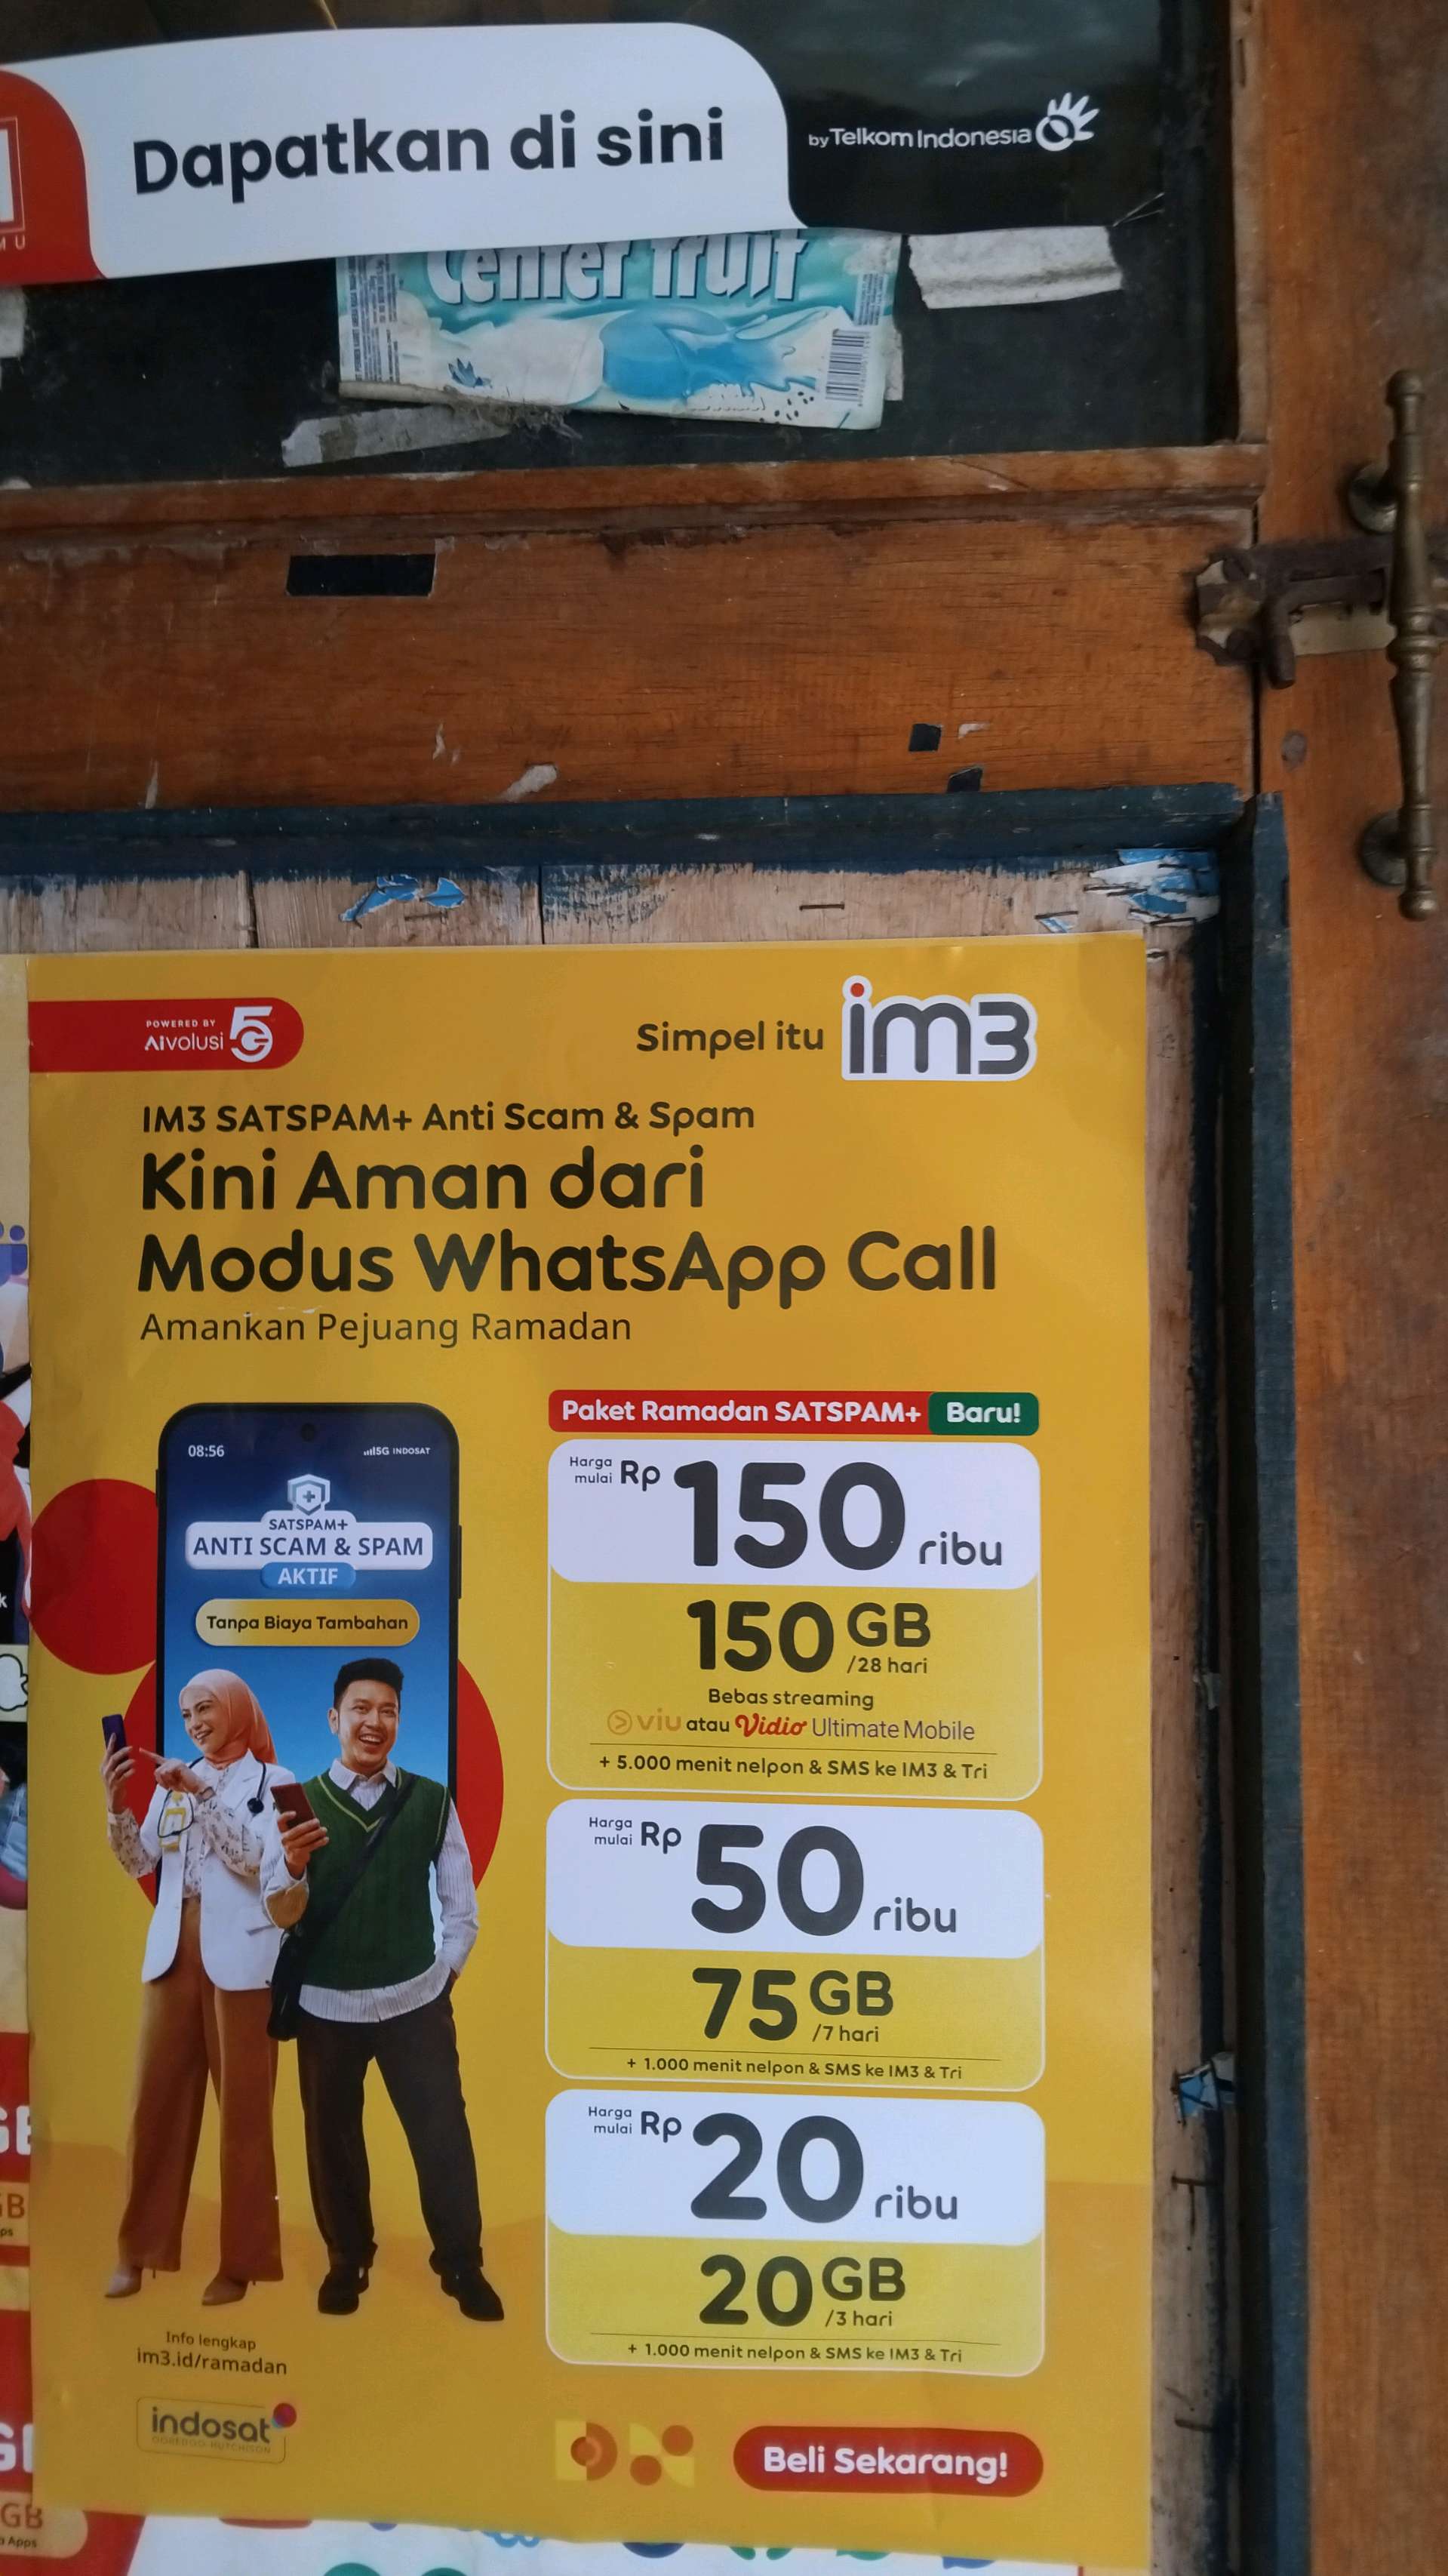 Dapatkan di sini
by Telkom Indonesia
MU
Center fruit
POWERED BY
AIvolusi 5G
Simpel itu im3
IM3 SATSPAM+ Anti Scam & Spam
Kini Aman dari
Modus WhatsApp Call
Amankan Pejuang Ramadan
08:56
5G INDOSAT
SATSPAM+
ANTI SCAM & SPAM
AKTIF
Tanpa Biaya Tambahan
Info lengkap
im3.id/ramadan
indosat
OOREDOO HUTCHISON
Paket Ramadan SATSPAM+ Baru!
Harga mulai Rp 150 ribu
150 GB
/28 hari
Bebas streaming
viu atau Vidio Ultimate Mobile
+ 5.000 menit nelpon & SMS ke IM3 & Tri
Harga mulai Rp 50 ribu
75 GB
/7 hari
+ 1.000 menit nelpon & SMS ke IM3 & Tri
Harga mulai Rp 20 ribu
20 GB
/3 hari
+ 1.000 menit nelpon & SMS ke IM3 & Tri
Beli Sekarang!
GB
Apps